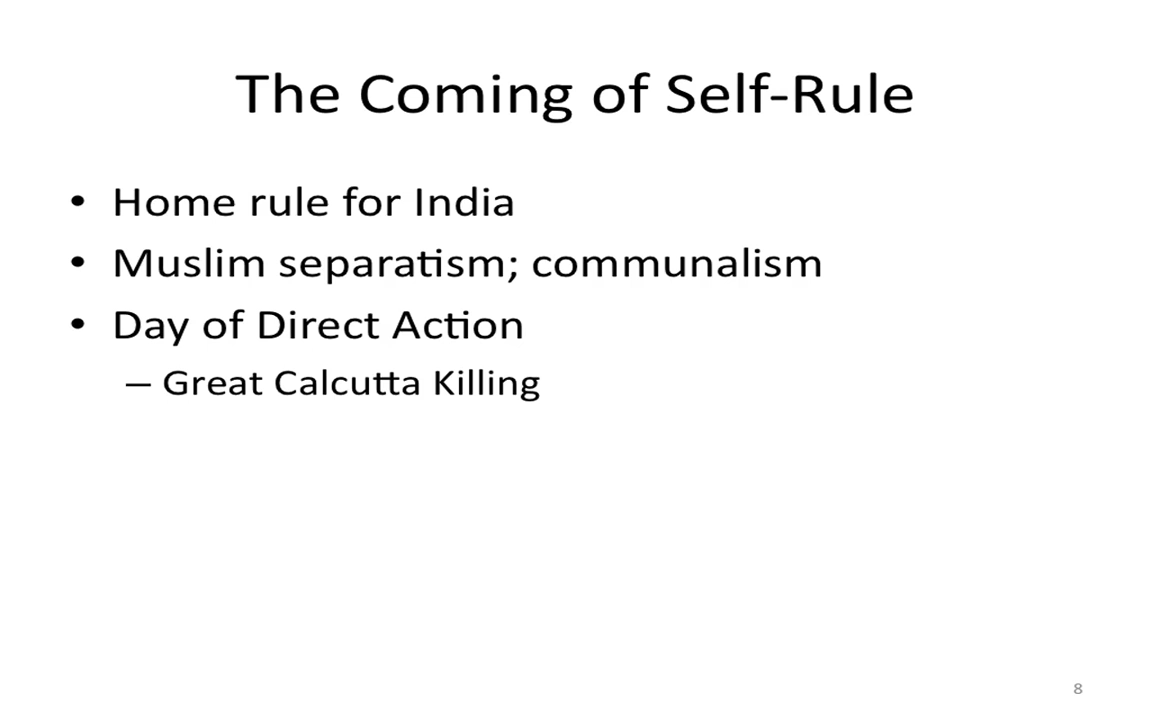 The Coming of Self-Rule
• Home rule for India
• Muslim separatism; communalism
• Day of Direct Action
– Great Calcutta Killing
8